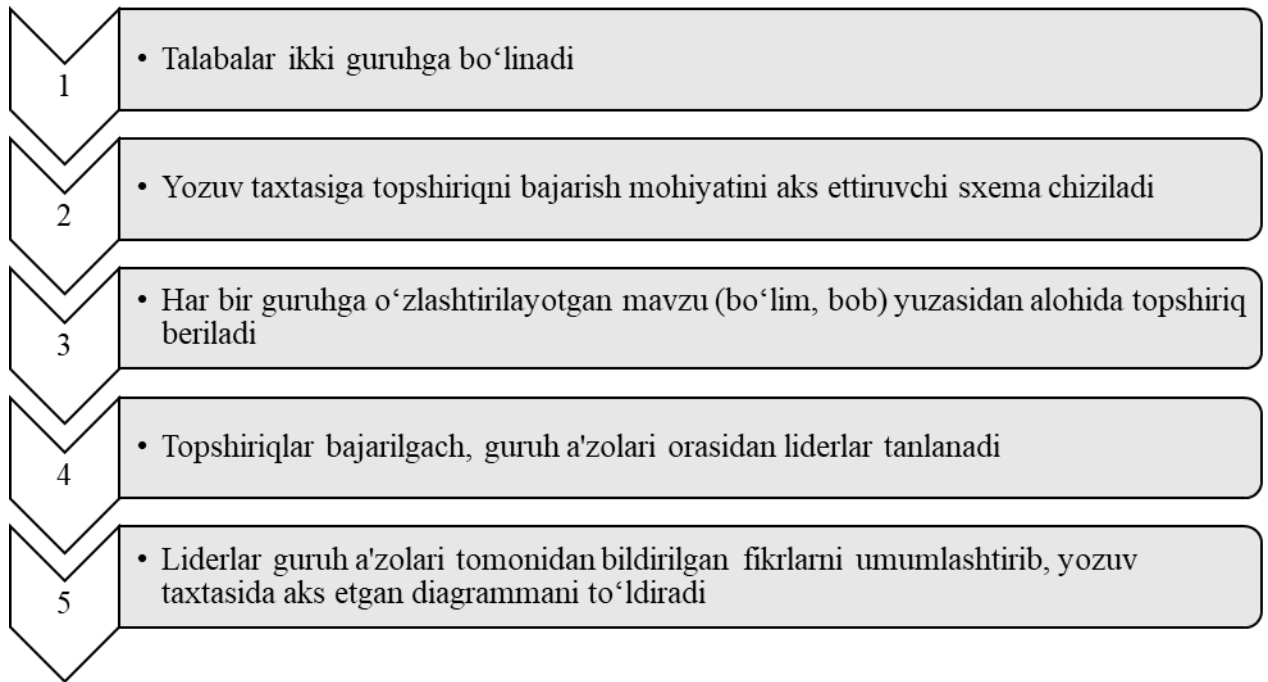 1
• Talabalar ikki guruhga bo‘linadi
2
• Yozuv taxtasiga topshiriqni bajarish mohiyatini aks ettiruvchi sxema chiziladi
3
• Har bir guruhga o‘zlashtirilayotgan mavzu (bo‘lim, bob) yuzasidan alohida topshiriq
beriladi
4
• Topshiriqlar bajarilgach, guruh a'zolari orasidan liderlar tanlanadi
5
• Liderlar guruh a'zolari tomonidan bildirilgan fikrlarni umumlashtirib, yozuv
taxtasida aks etgan diagrammani to‘ldiradi